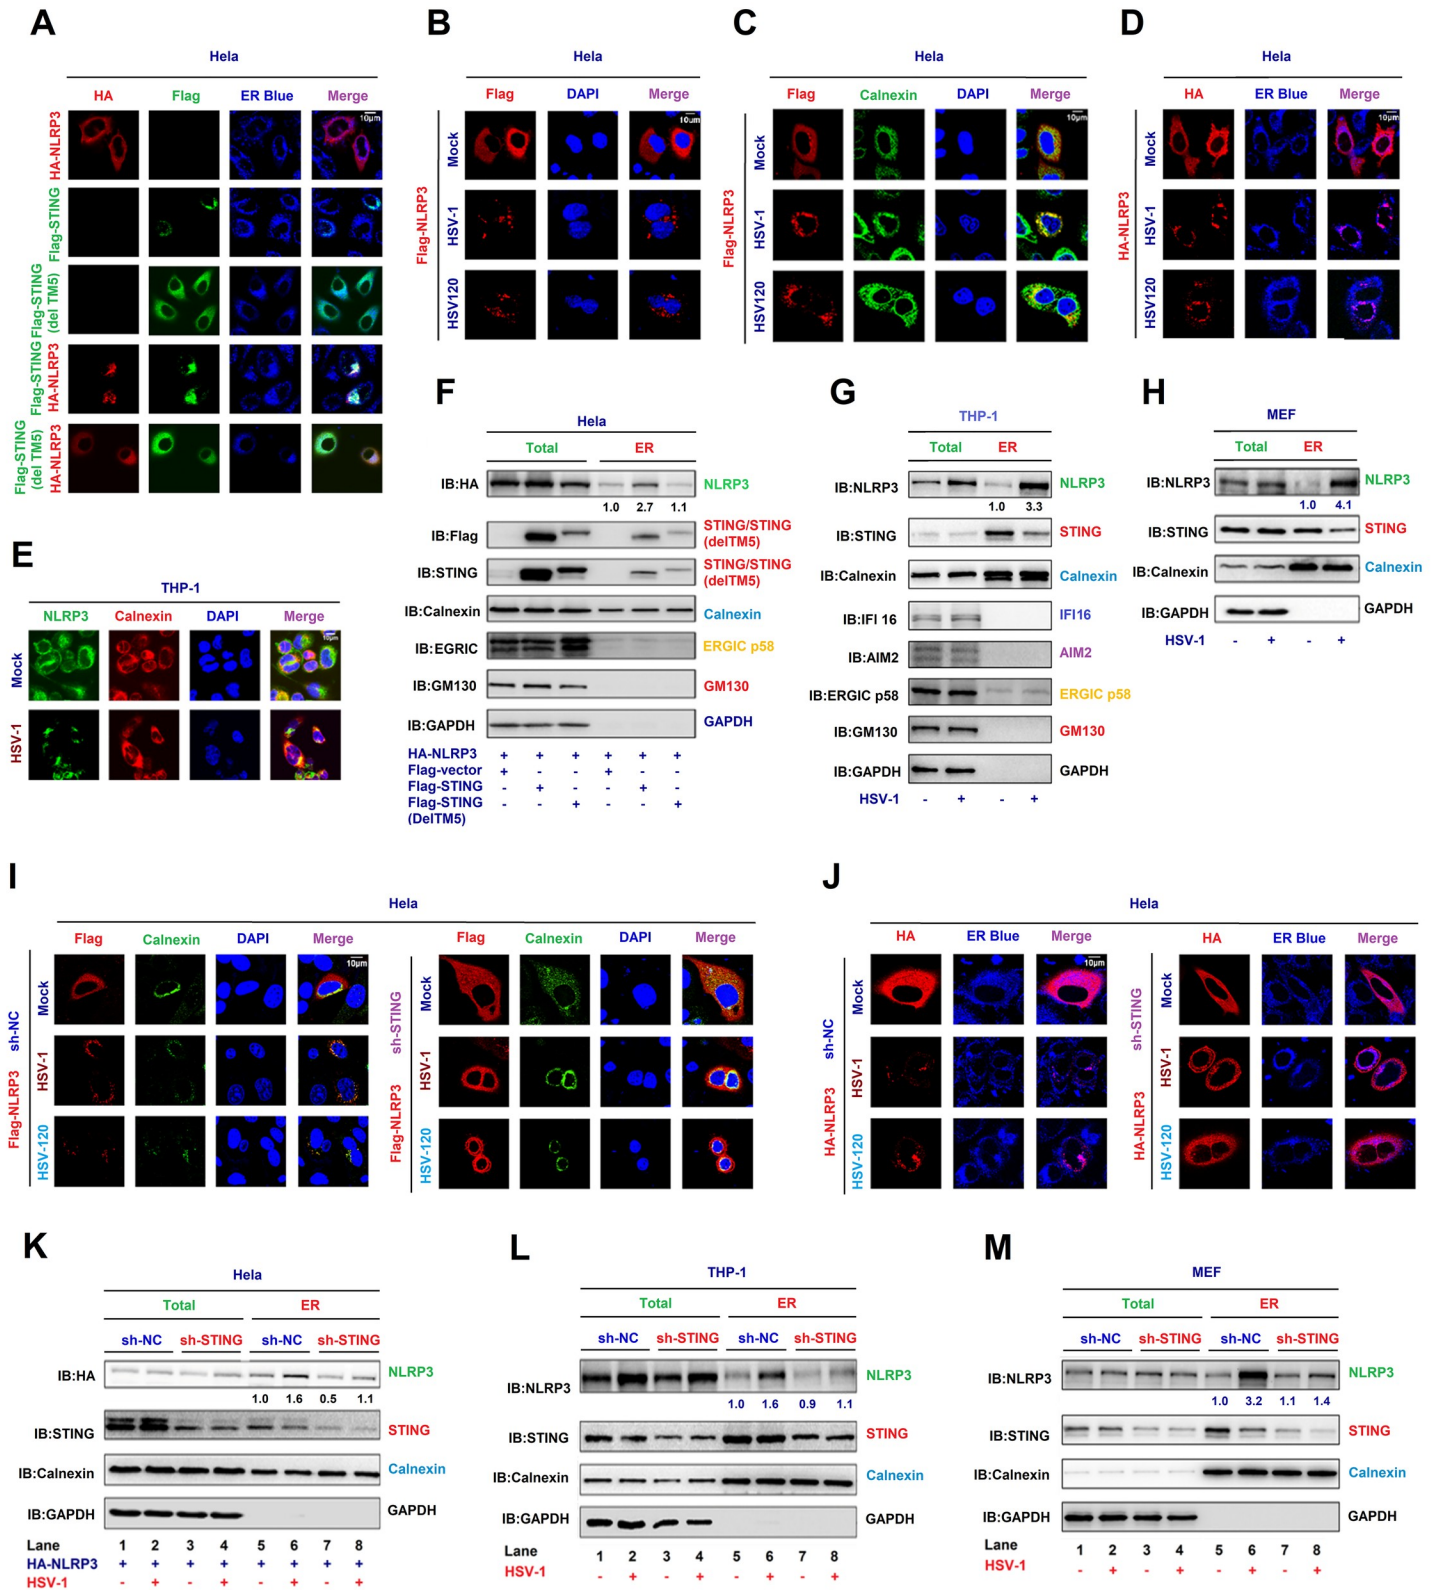 A
Hela
HA Flag ER Blue Merge
10μm
HA-NLRP3
Flag-STING
Flag-STING
(del TM5)
Flag-STING
HA-NLRP3
Flag-STING
(del TM5)
HA-NLRP3
B
Hela
Flag DAPI Merge
10μm
Flag-NLRP3
Mock
HSV-1
HSV120
C
Hela
Flag Calnexin DAPI Merge
10μm
Flag-NLRP3
Mock
HSV-1
HSV120
D
Hela
HA ER Blue Merge
10μm
HA-NLRP3
Mock
HSV-1
HSV120
E
THP-1
NLRP3 Calnexin DAPI Merge
10μm
Mock
HSV-1
F
Hela
Total ER
IB:HA NLRP3
1.0 2.7 1.1
IB:Flag STING/STING
(delTM5)
IB:STING STING/STING
(delTM5)
IB:Calnexin Calnexin
IB:EGRIC ERGIC p58
IB:GM130 GM130
IB:GAPDH GAPDH
HA-NLRP3 + + + + + +
Flag-vector + - - + - -
Flag-STING - + - - + -
Flag-STING - - + - - +
(DelTM5)
G
THP-1
Total ER
IB:NLRP3 NLRP3
1.0 3.3
IB:STING STING
IB:Calnexin Calnexin
IB:IFI 16 IFI16
IB:AIM2 AIM2
IB:ERGIC p58 ERGIC p58
IB:GM130 GM130
IB:GAPDH GAPDH
HSV-1 - + - +
H
MEF
Total ER
IB:NLRP3 NLRP3
1.0 4.1
IB:STING STING
IB:Calnexin Calnexin
IB:GAPDH GAPDH
HSV-1 - + - +
I
Hela
Flag Calnexin DAPI Merge Flag Calnexin DAPI Merge
10μm
Flag-NLRP3 sh-NC
Mock
HSV-1
HSV-120
Flag-NLRP3 sh-STING
Mock
HSV-1
HSV-120
J
Hela
HA ER Blue Merge HA ER Blue Merge
10μm
HA-NLRP3 sh-NC
Mock
HSV-1
HSV-120
HA-NLRP3 sh-STING
Mock
HSV-1
HSV-120
K
Hela
Total ER
sh-NC sh-STING sh-NC sh-STING
IB:HA NLRP3
1.0 1.6 0.5 1.1
IB:STING STING
IB:Calnexin Calnexin
IB:GAPDH GAPDH
Lane 1 2 3 4 5 6 7 8
HA-NLRP3 + + + + + + + +
HSV-1 - + - + - + - +
L
THP-1
Total ER
sh-NC sh-STING sh-NC sh-STING
IB:NLRP3 NLRP3
1.0 1.6 0.9 1.1
IB:STING STING
IB:Calnexin Calnexin
IB:GAPDH GAPDH
Lane 1 2 3 4 5 6 7 8
HSV-1 - + - + - + - +
M
MEF
Total ER
sh-NC sh-STING sh-NC sh-STING
IB:NLRP3 NLRP3
1.0 3.2 1.1 1.4
IB:STING STING
IB:Calnexin Calnexin
IB:GAPDH GAPDH
Lane 1 2 3 4 5 6 7 8
HSV-1 - + - + - + - +